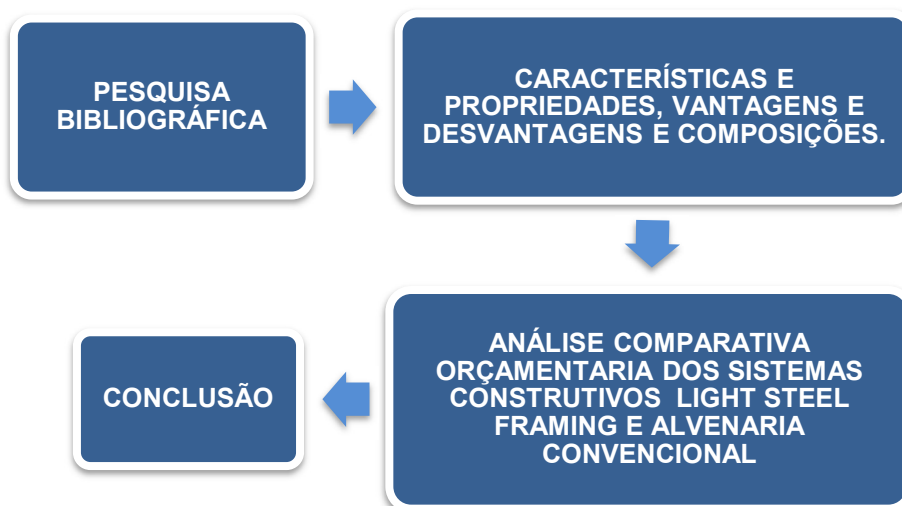 PESQUISA
BIBLIOGRÁFICA
CARACTERÍSTICAS E
PROPRIEDADES, VANTAGENS E
DESVANTAGENS E COMPOSIÇÕES.
ANÁLISE COMPARATIVA
ORÇAMENTARIA DOS SISTEMAS
CONSTRUTIVOS LIGHT STEEL
FRAMING E ALVENARIA
CONVENCIONAL
CONCLUSÃO